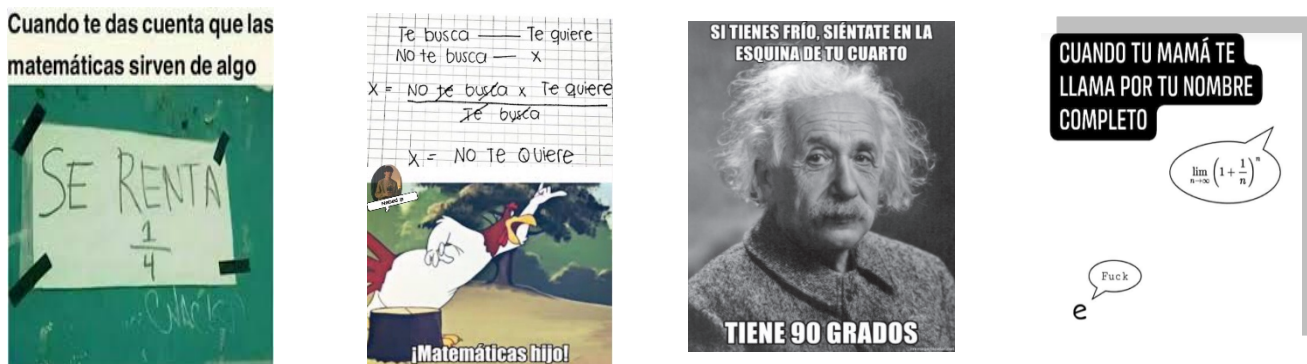 Cuando te das cuenta que las
matemáticas sirven de algo
SE RENTA
1
4
Te busca —— Te quiere
No te busca — X
X = No te busca x Te quiere
Te busca
X = NO TE QUIERE
¡Matemáticas hijo!
SI TIENES FRÍO, SIÉNTATE EN LA
ESQUINA DE TU CUARTO
TIENE 90 GRADOS
CUANDO TU MAMÁ TE
LLAMA POR TU NOMBRE
COMPLETO
lim n→∞ (1 + 1/n)^n
Fuck
e